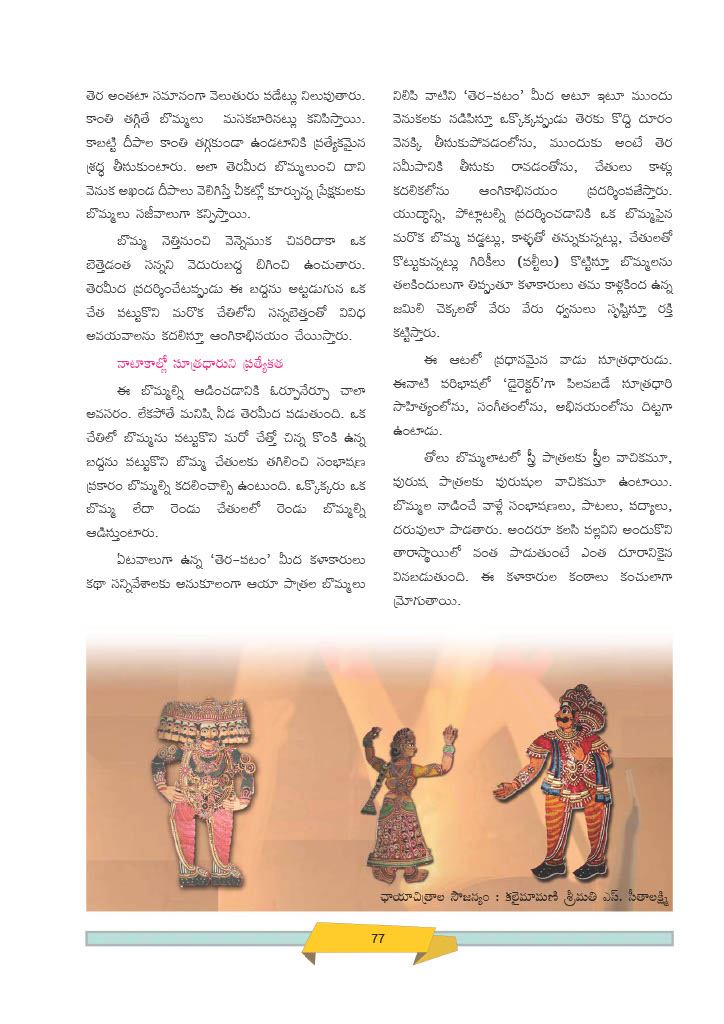 తెర అంతటా సమానంగా వెలుతురు పడేట్లు నిలుపుతారు.
కాంతి తగ్గితే బొమ్మలు మసకబారినట్లు కనిపిస్తాయి.
కాబట్టి దీపాల కాంతి తగ్గకుండా ఉండటానికి ప్రత్యేకమైన
శ్రద్ధ తీసుకుంటారు. అలా తెరమీద బొమ్మలుంచి దాని
వెనుక అఖండ దీపాలు వెలిగిస్తే చీకట్లో కూర్చున్న ప్రేక్షకులకు
బొమ్మలు సజీవాలుగా కన్పిస్తాయి.
బొమ్మ నెత్తినుంచి వెన్నెముక చివరిదాకా ఒక
బెత్తెడంత సన్నని వెదురుబద్ద బిగించి ఉంచుతారు.
తెరమీద ప్రదర్శించేటప్పుడు ఈ బద్దను అట్టడుగున ఒక
చేత పట్టుకొని మరొక చేతిలోని సన్నబెత్తంతో వివిధ
అవయవాలను కదలిస్తూ ఆంగికాభినయం చేయిస్తారు.
నాటాకాల్లో సూత్రధారుని ప్రత్యేకత
ఈ బొమ్మల్ని ఆడించడానికి ఓర్పూనేర్పూ చాలా
అవసరం. లేకపోతే మనిషి నీడ తెరమీద పడుతుంది. ఒక
చేతిలో బొమ్మను పట్టుకొని మరో చేత్తో చిన్న కొంకి ఉన్న
బద్దను పట్టుకొని బొమ్మ చేతులకు తగిలించి సంభాషణ
ప్రకారం బొమ్మల్ని కదలించాల్సి ఉంటుంది. ఒక్కొక్కరు ఒక
బొమ్మ లేదా రెండు చేతులలో రెండు బొమ్మల్ని
ఆడిస్తుంటారు.
ఏటవాలుగా ఉన్న ‘తెర–పటం’ మీద కళాకారులు
కథా సన్నివేశాలకు అనుకూలంగా ఆయా పాత్రల బొమ్మలు
నిలిపి వాటిని ‘తెర–పటం’ మీద అటూ ఇటూ ముందు
వెనుకలకు నడిపిస్తూ ఒక్కొక్కప్పుడు తెరకు కొద్ది దూరం
వెనక్కి తీసుకుపోవడంలోను, ముందుకు అంటే తెర
సమీపానికి తీసుకు రావడంతోను, చేతులు కాళ్లు
కదలికలోను ఆంగికాభినయం ప్రదర్శింపజేస్తారు.
యుద్ధాన్ని, పోట్లాటల్ని ప్రదర్శించడానికి ఒక బొమ్మపైన
మరొక బొమ్మ పడ్డట్లు, కాళ్ళతో తన్నుకున్నట్లు, చేతులతో
కొట్టుకున్నట్లు గిరికీలు (పల్టీలు) కొట్టిస్తూ బొమ్మలను
తలకిందులుగా తిప్పుతూ కళాకారులు తమ కాళ్లకింద ఉన్న
జమిలి చెక్కలతో వేరు వేరు ధ్వనులు సృష్టిస్తూ రక్తి
కట్టిస్తారు.
ఈ ఆటలో ప్రధానమైన వాడు సూత్రధారుడు.
ఈనాటి పరిభాషలో ‘డైరెక్టర్’గా పిలవబడే సూత్రధారి
సాహిత్యంలోను, సంగీతంలోను, అభినయంలోను దిట్టగా
ఉంటాడు.
తోలు బొమ్మలాటలో స్త్రీ పాత్రలకు స్త్రీల వాచికమూ,
పురుష పాత్రలకు పురుషుల వాచికమూ ఉంటాయి.
బొమ్మల నాడించే వాళ్లే సంభాషణలు, పాటలు, పద్యాలు,
దరువులూ పాడతారు. అందరూ కలసి పల్లవిని అందుకొని
తారాస్థాయిలో వంత పాడుతుంటే ఎంత దూరానికైన
వినబడుతుంది. ఈ కళాకారుల కంఠాలు కంచులాగా
మ్రోగుతాయి.
ఛాయాచిత్రాల సౌజన్యం : కలైమామణి శ్రీమతి ఎస్. సీతాలక్ష్మి
77